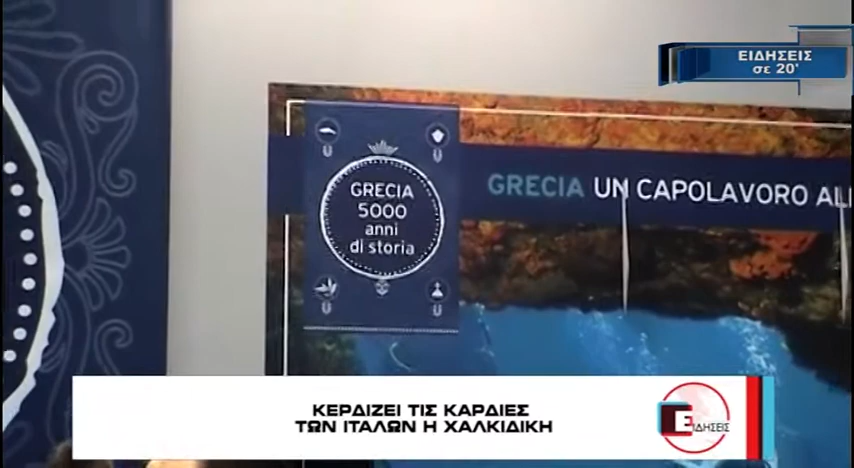 ΕΙΔΗΣΕΙΣ
σε 20'
GRECIA
5000
anni
di storia
GRECIA UN CAPOLAVORO
ΚΕΡΔΙΖΕΙ ΤΙΣ ΚΑΡΔΙΕΣ
ΤΩΝ ΙΤΑΛΩΝ Η ΧΑΛΚΙΔΙΚΗ
ΕΙΔΗΣΕΙΣ